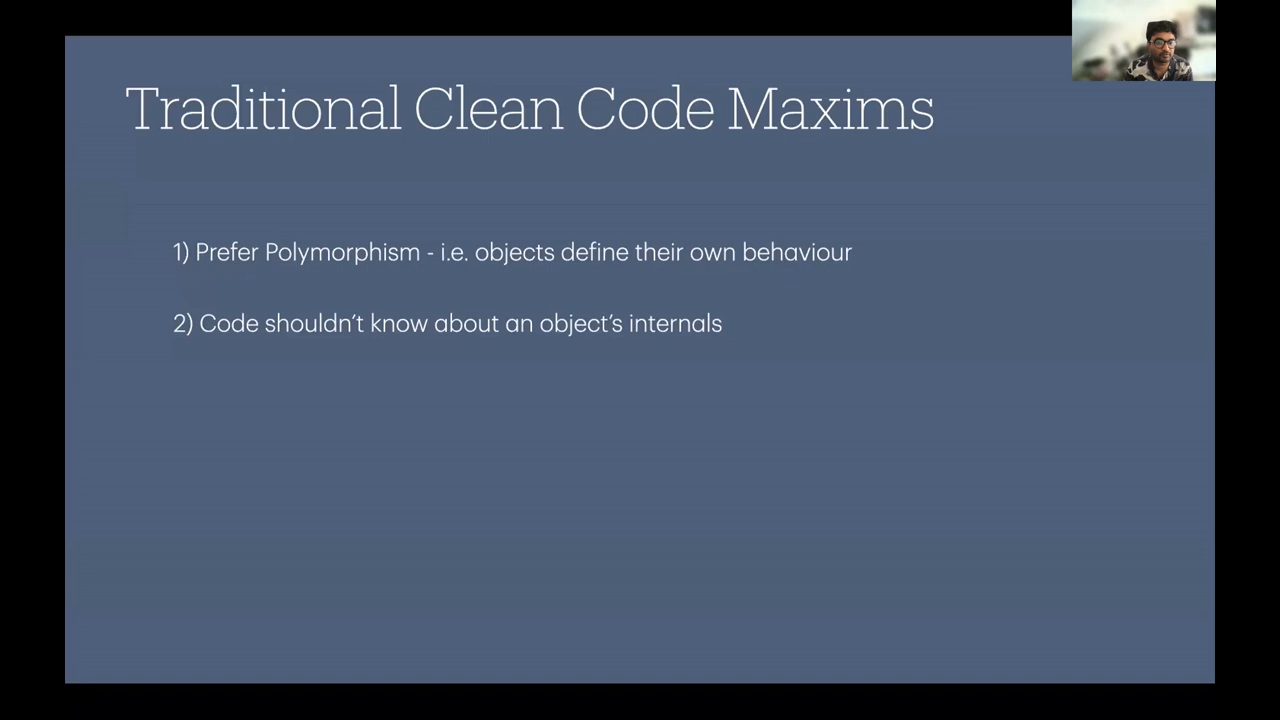 Traditional Clean Code Maxims
1) Prefer Polymorphism - i.e. objects define their own behaviour
2) Code shouldn’t know about an object’s internals